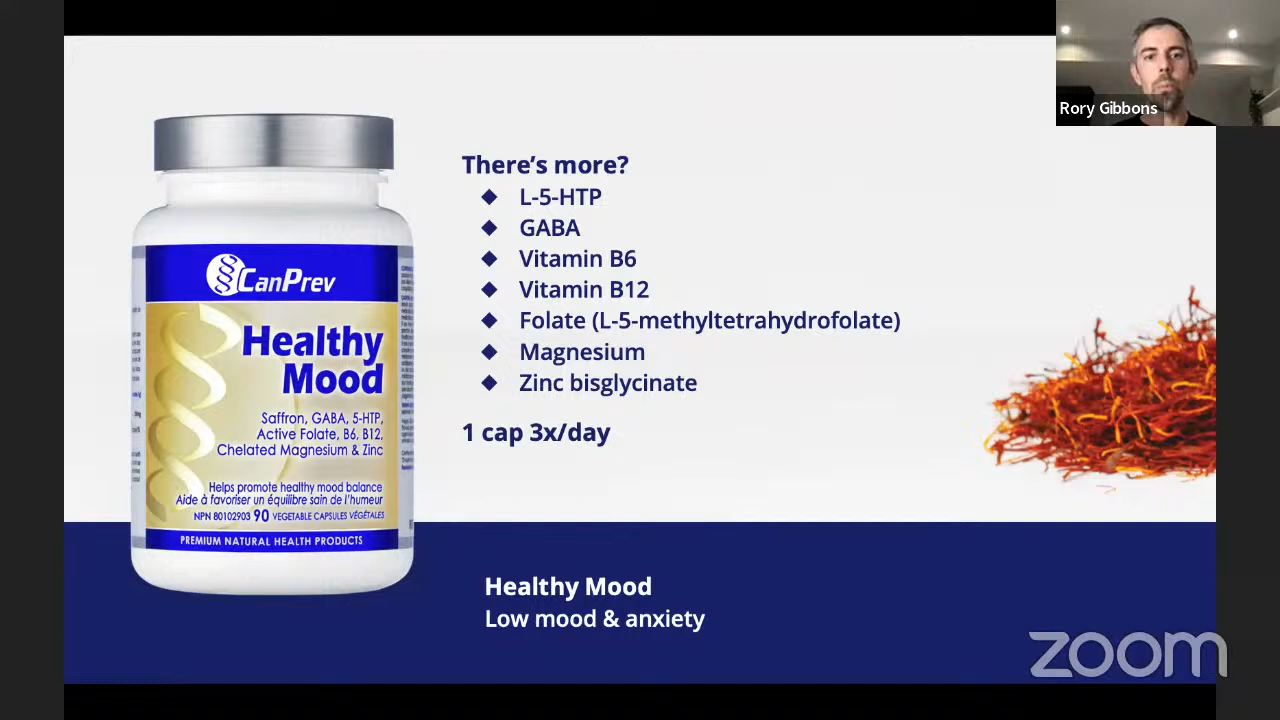 Rory Gibbons
There's more?
◆ L-5-HTP
◆ GABA
◆ Vitamin B6
◆ Vitamin B12
◆ Folate (L-5-methyltetrahydrofolate)
◆ Magnesium
◆ Zinc bisglycinate
1 cap 3x/day
CanPrev
Healthy
Mood
Saffron, GABA, 5-HTP,
Active Folate, B6, B12,
Chelated Magnesium & Zinc
Helps promote healthy mood balance
Aide à favoriser un équilibre sain de l'humeur
NPN 80102903 90 VEGETABLE CAPSULES VÉGÉTALES
PREMIUM NATURAL HEALTH PRODUCTS
Healthy Mood
Low mood & anxiety
zoom